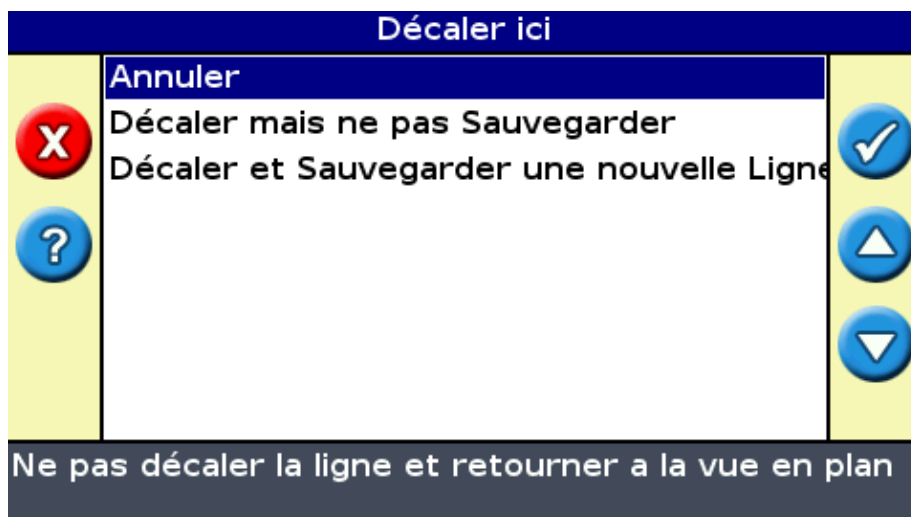 Décaler ici
Annuler
Décaler mais ne pas Sauvegarder
Décaler et Sauvegarder une nouvelle Ligne
X
?
Ne pas décaler la ligne et retourner a la vue en plan